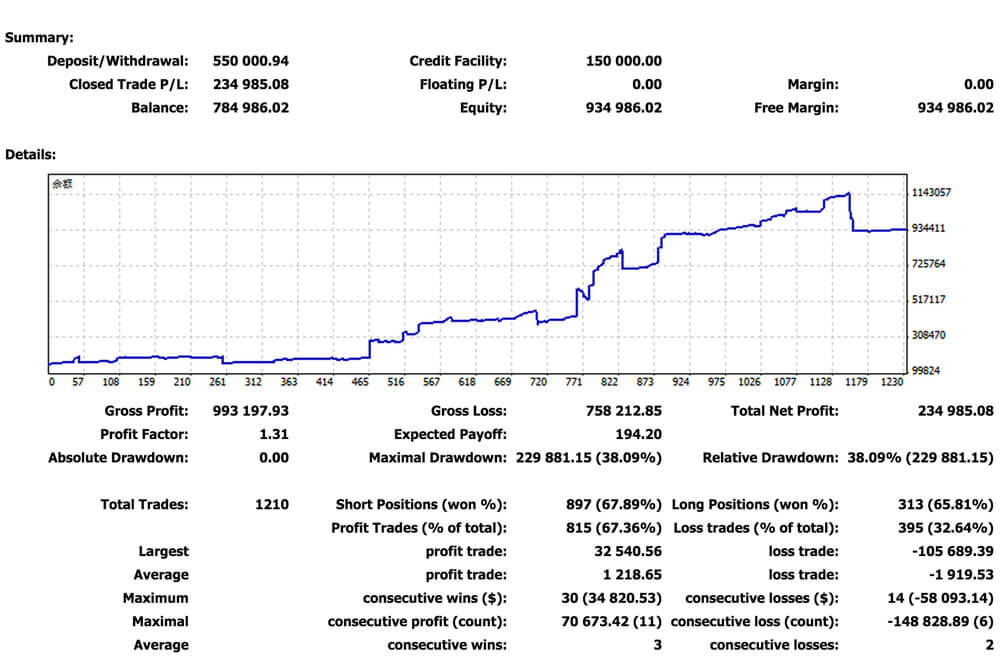 Summary:
Deposit/Withdrawal: 550 000.94 Credit Facility: 150 000.00
Closed Trade P/L: 234 985.08 Floating P/L: 0.00 Margin: 0.00
Balance: 784 986.02 Equity: 934 986.02 Free Margin: 934 986.02
Details:
余额
1143057
934411
725764
517117
308470
99824
0 57 108 159 210 261 312 363 414 465 516 567 618 669 720 771 822 873 924 975 1026 1077 1128 1179 1230
Gross Profit: 993 197.93 Gross Loss: 758 212.85 Total Net Profit: 234 985.08
Profit Factor: 1.31 Expected Payoff: 194.20
Absolute Drawdown: 0.00 Maximal Drawdown: 229 881.15 (38.09%) Relative Drawdown: 38.09% (229 881.15)
Total Trades: 1210 Short Positions (won %): 897 (67.89%) Long Positions (won %): 313 (65.81%)
Profit Trades (% of total): 815 (67.36%) Loss trades (% of total): 395 (32.64%)
Largest profit trade: 32 540.56 loss trade: -105 689.39
Average profit trade: 1 218.65 loss trade: -1 919.53
Maximum consecutive wins ($): 30 (34 820.53) consecutive losses ($): 14 (-58 093.14)
Maximal consecutive profit (count): 70 673.42 (11) consecutive loss (count): -148 828.89 (6)
Average consecutive wins: 3 consecutive losses: 2